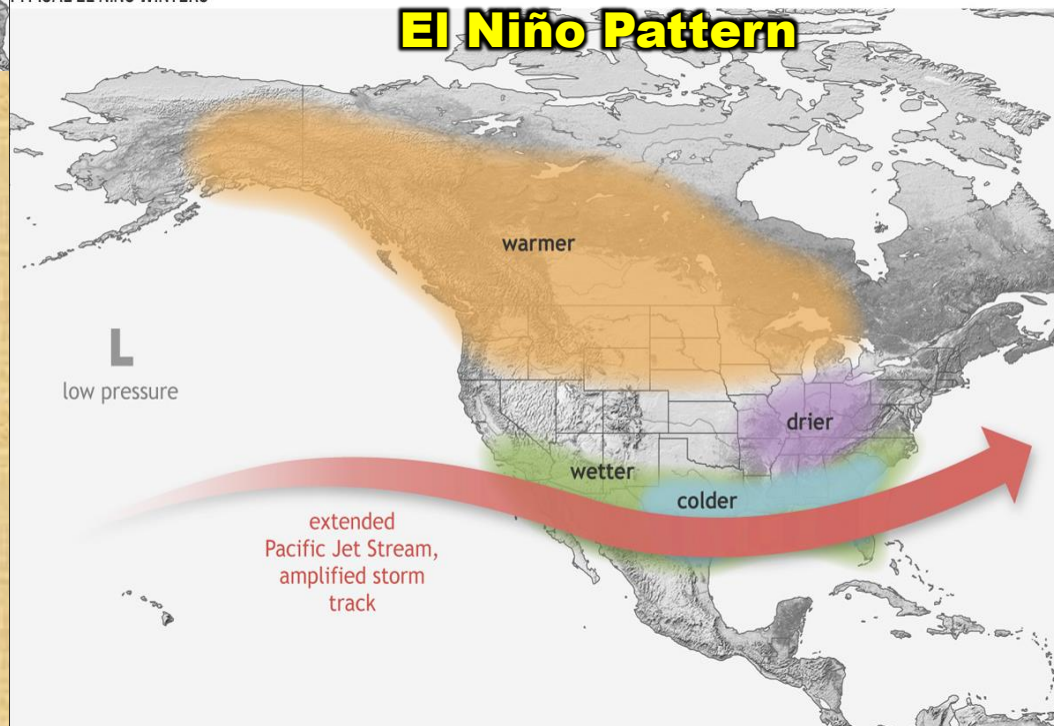 El Niño Pattern
warmer
L
low pressure
drier
wetter
colder
extended
Pacific Jet Stream,
amplified storm
track